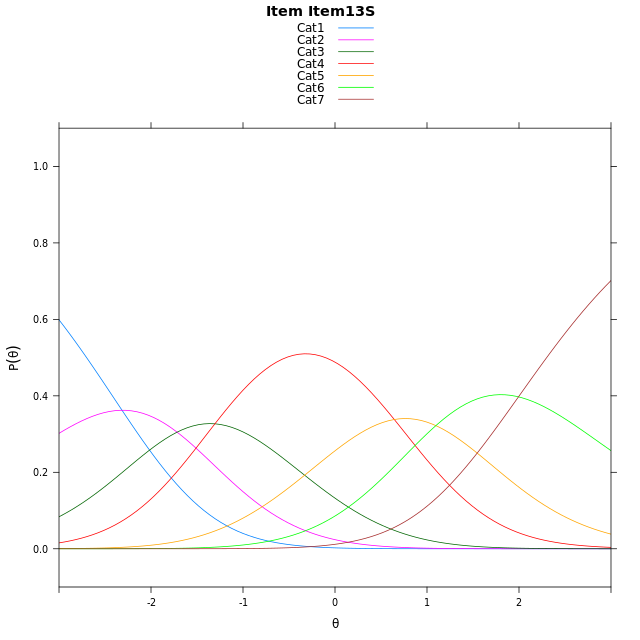 Item Item13S
Cat1
Cat2
Cat3
Cat4
Cat5
Cat6
Cat7
1.0
0.8
0.6
0.4
0.2
0.0
P(θ)
-2 -1 0 1 2
θ